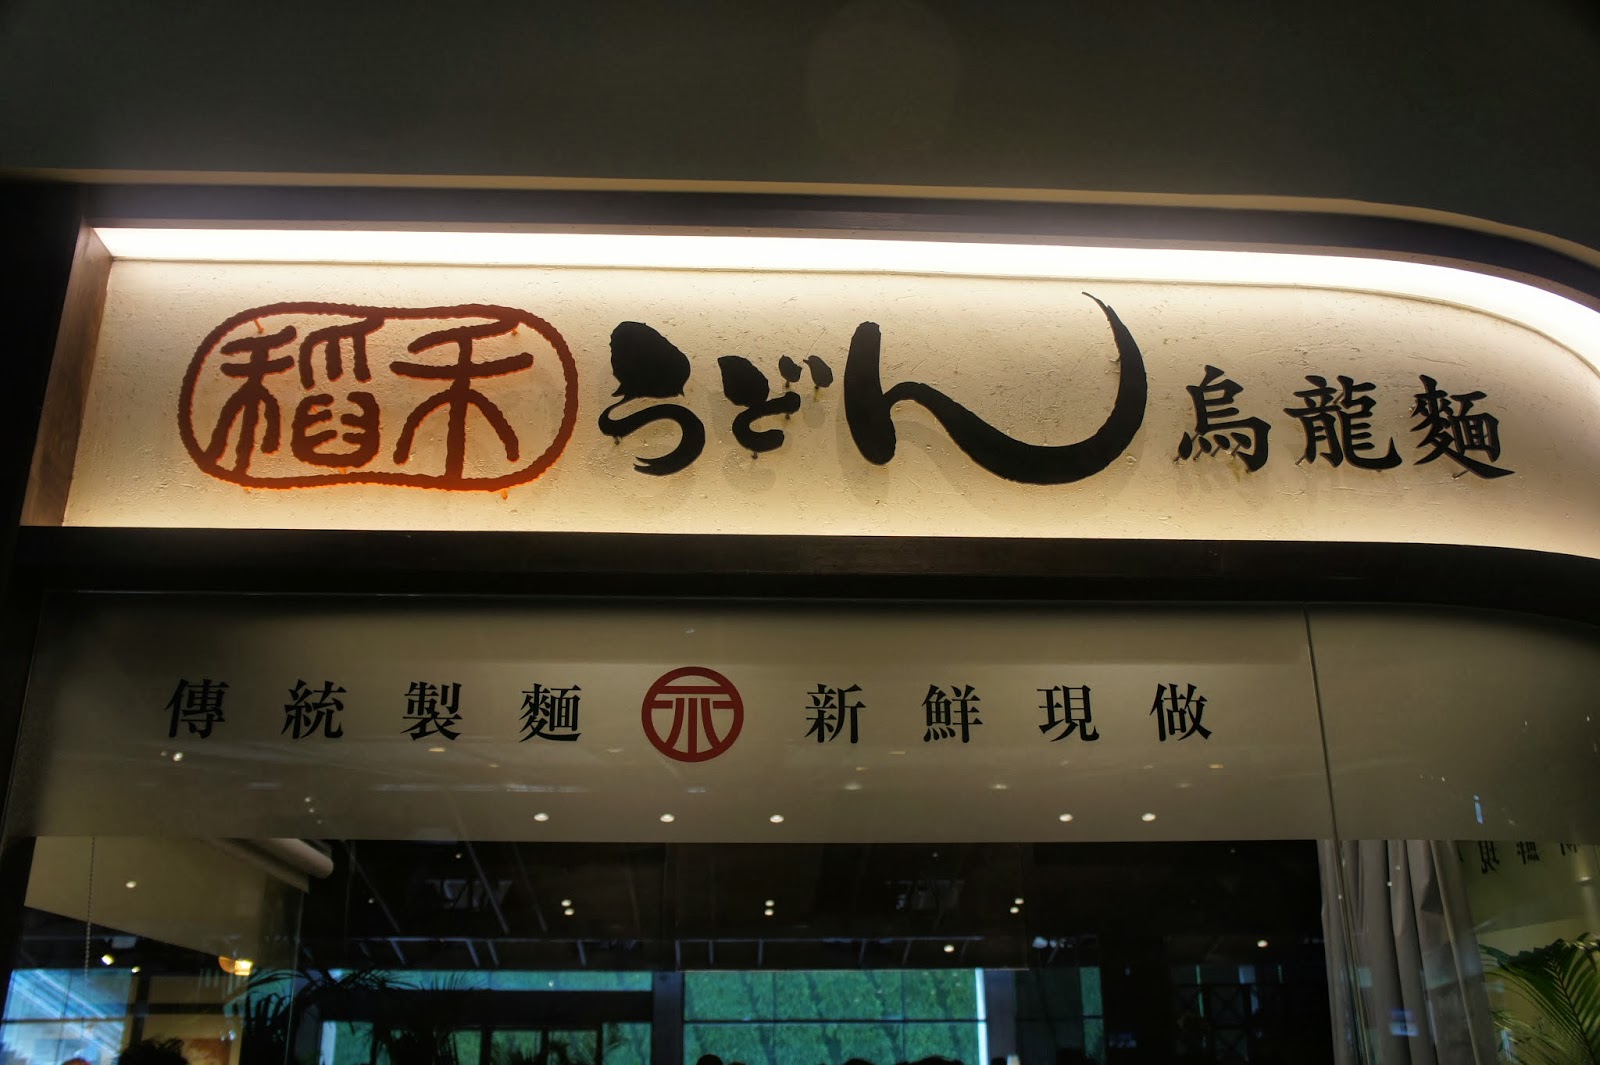 稻禾 うどん 烏龍麵
傳統製麵 新鮮現做